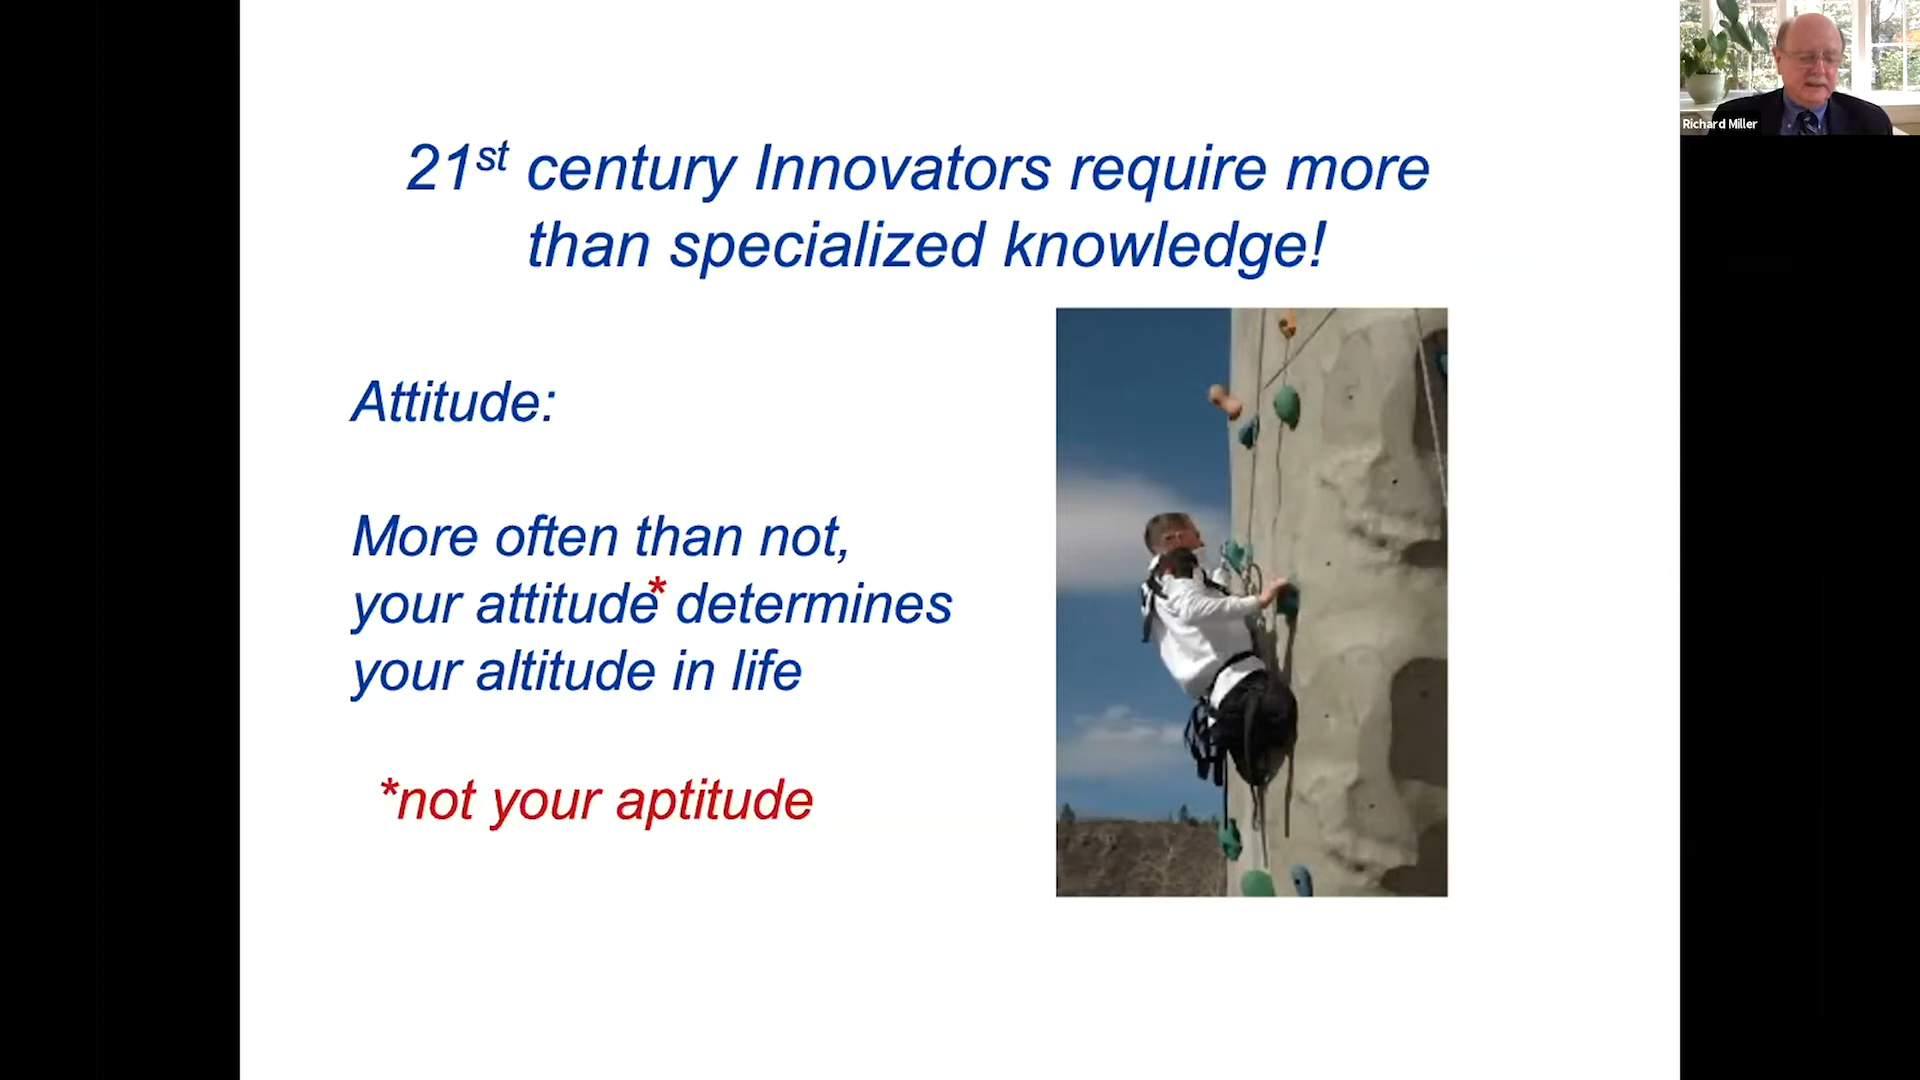 Richard Miller
21st century Innovators require more
than specialized knowledge!
Attitude:
More often than not,
your attitude* determines
your altitude in life
*not your aptitude